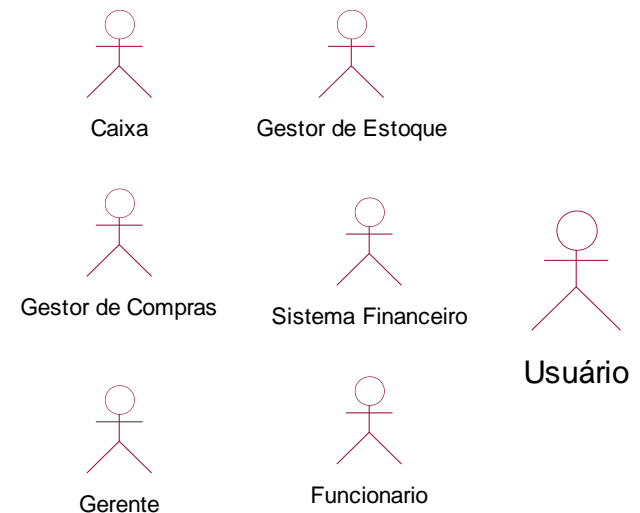 Caixa
Gestor de Estoque
Gestor de Compras
Sistema Financeiro
Usuário
Gerente
Funcionario